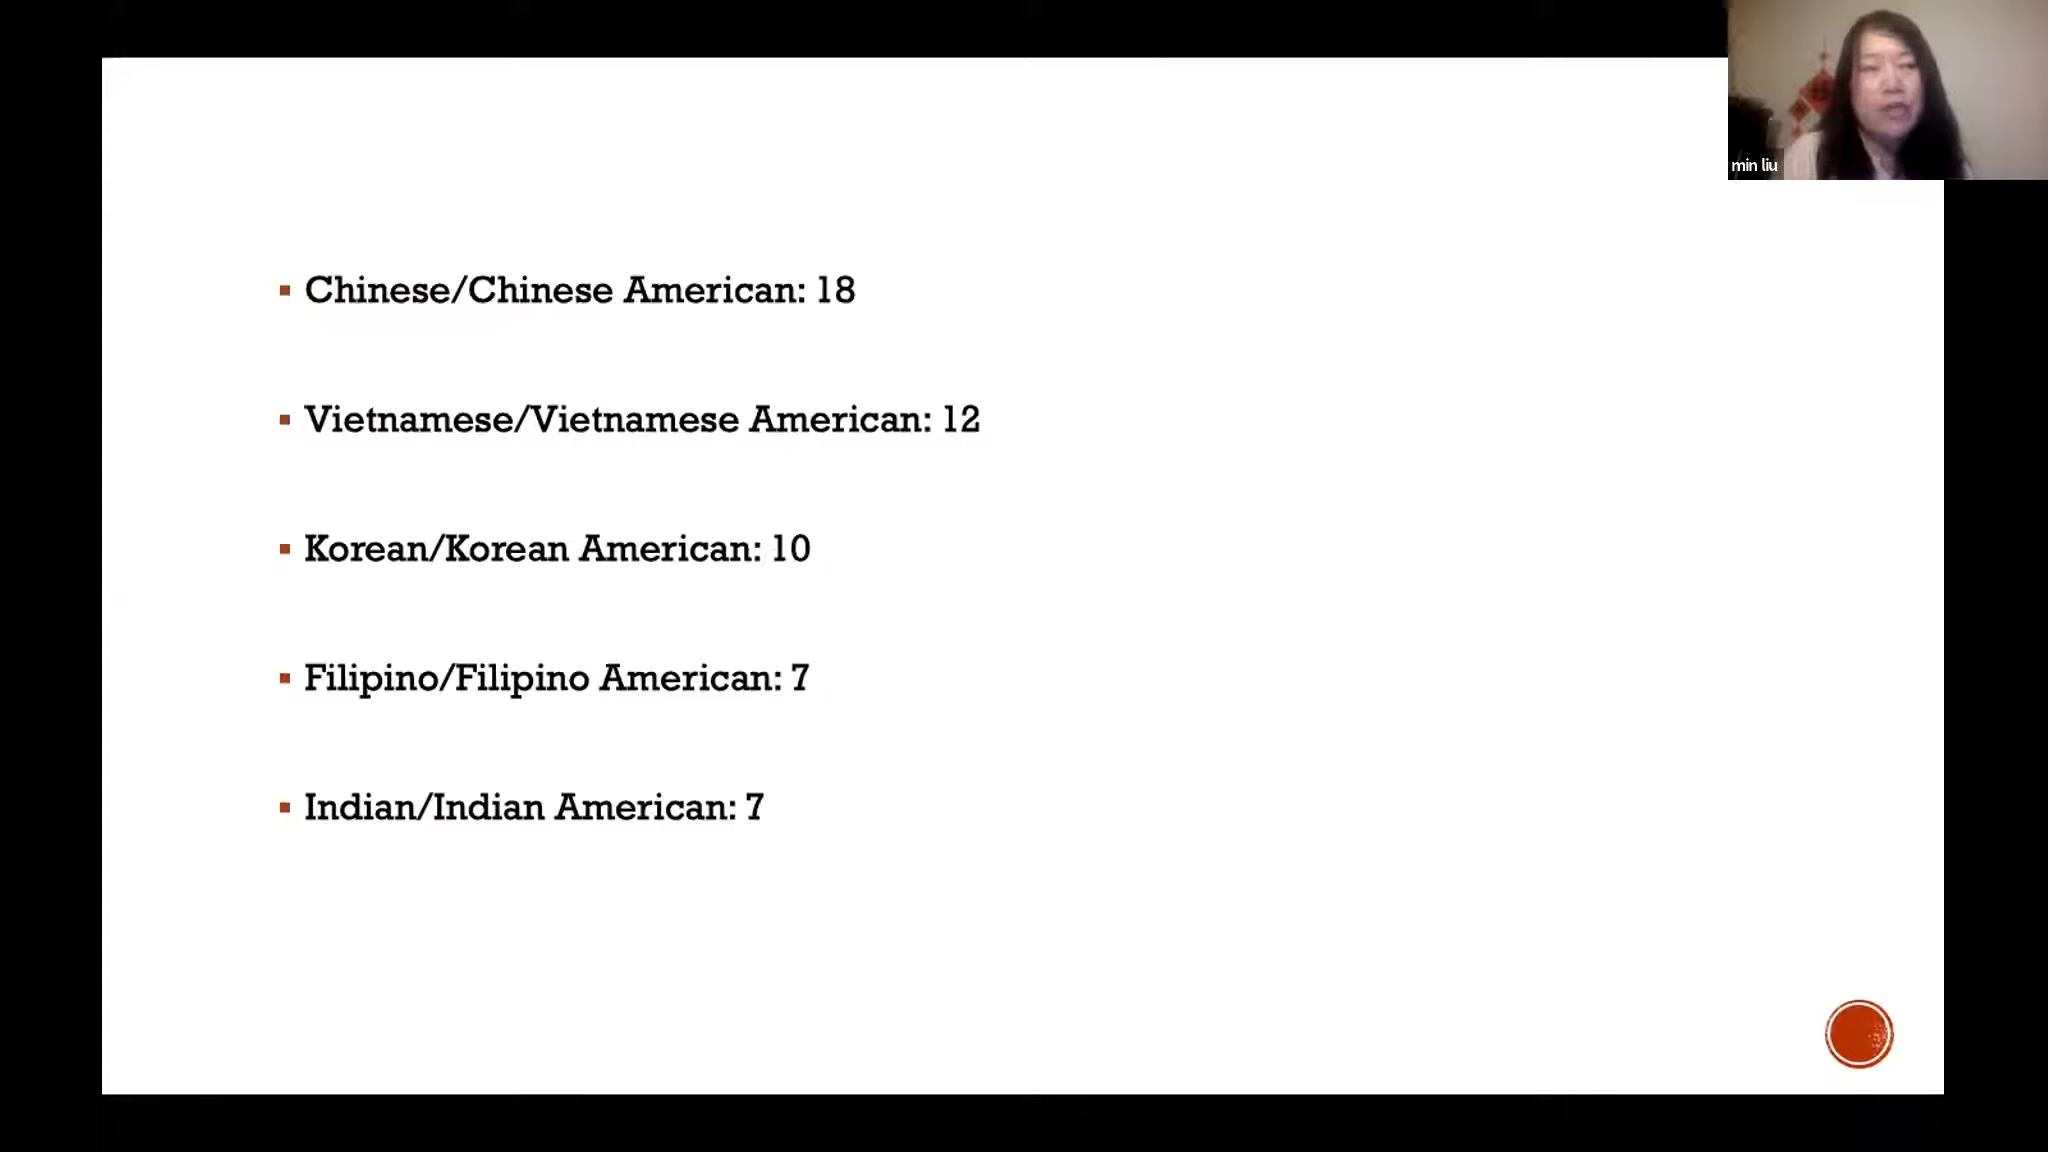 min liu
Chinese/Chinese American: 18
Vietnamese/Vietnamese American: 12
Korean/Korean American: 10
Filipino/Filipino American: 7
Indian/Indian American: 7